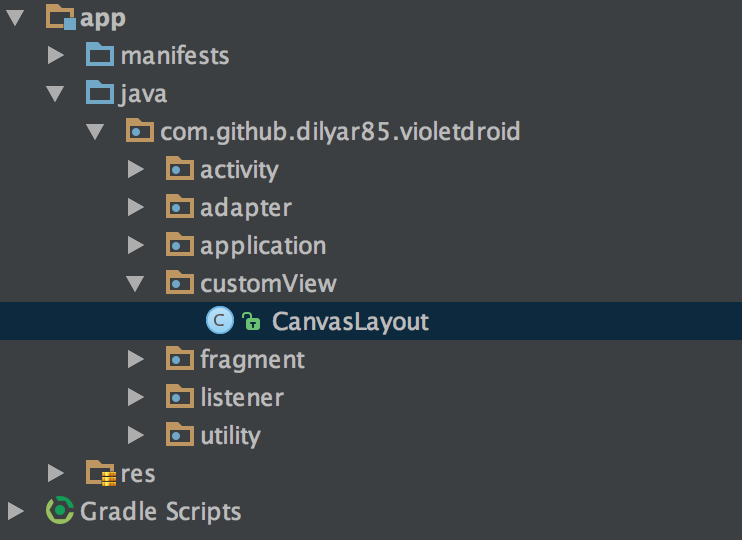 app
manifests
java
com.github.dilyar85.violetdroid
activity
adapter
application
customView
C CanvasLayout
fragment
listener
utility
res
Gradle Scripts